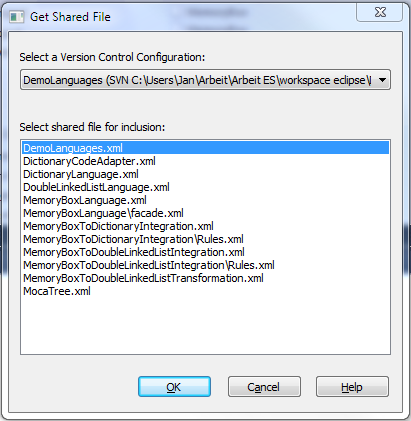 Get Shared File
Select a Version Control Configuration:
DemoLanguages (SVN C:\Users\Jan\Arbeit\Arbeit ES\workspace eclipse\
Select shared file for inclusion:
DemoLanguages.xml
DictionaryCodeAdapter.xml
DictionaryLanguage.xml
DoubleLinkedListLanguage.xml
MemoryBoxLanguage.xml
MemoryBoxLanguage\facade.xml
MemoryBoxToDictionaryIntegration.xml
MemoryBoxToDictionaryIntegration\Rules.xml
MemoryBoxToDoubleLinkedListIntegration.xml
MemoryBoxToDoubleLinkedListIntegration\Rules.xml
MemoryBoxToDoubleLinkedListTransformation.xml
MocaTree.xml
OK Cancel Help